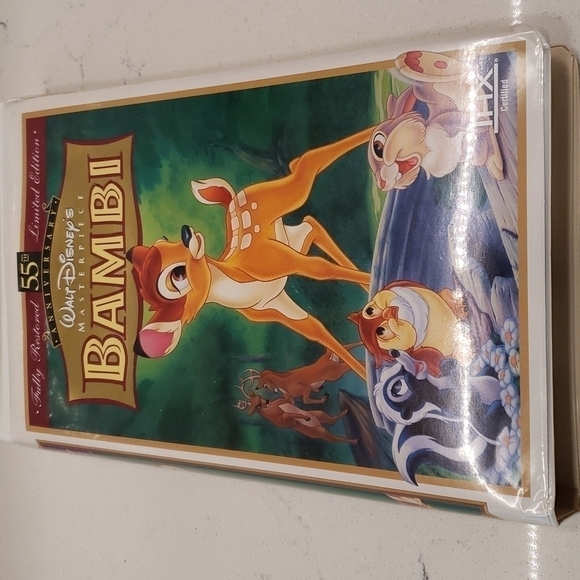 Fully Restored 55TH Limited Edition
ANNIVERSARY
WALT DISNEY'S
MASTERPIECE
BAMBI
THX
Certified